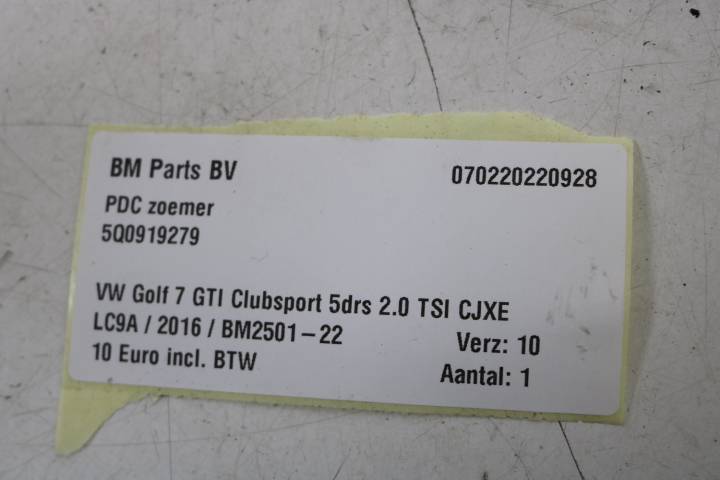 BM Parts BV 070220220928
PDC zoemer
5Q0919279
VW Golf 7 GTI Clubsport 5drs 2.0 TSI CJXE
LC9A / 2016 / BM2501-22 Verz: 10
10 Euro incl. BTW Aantal: 1